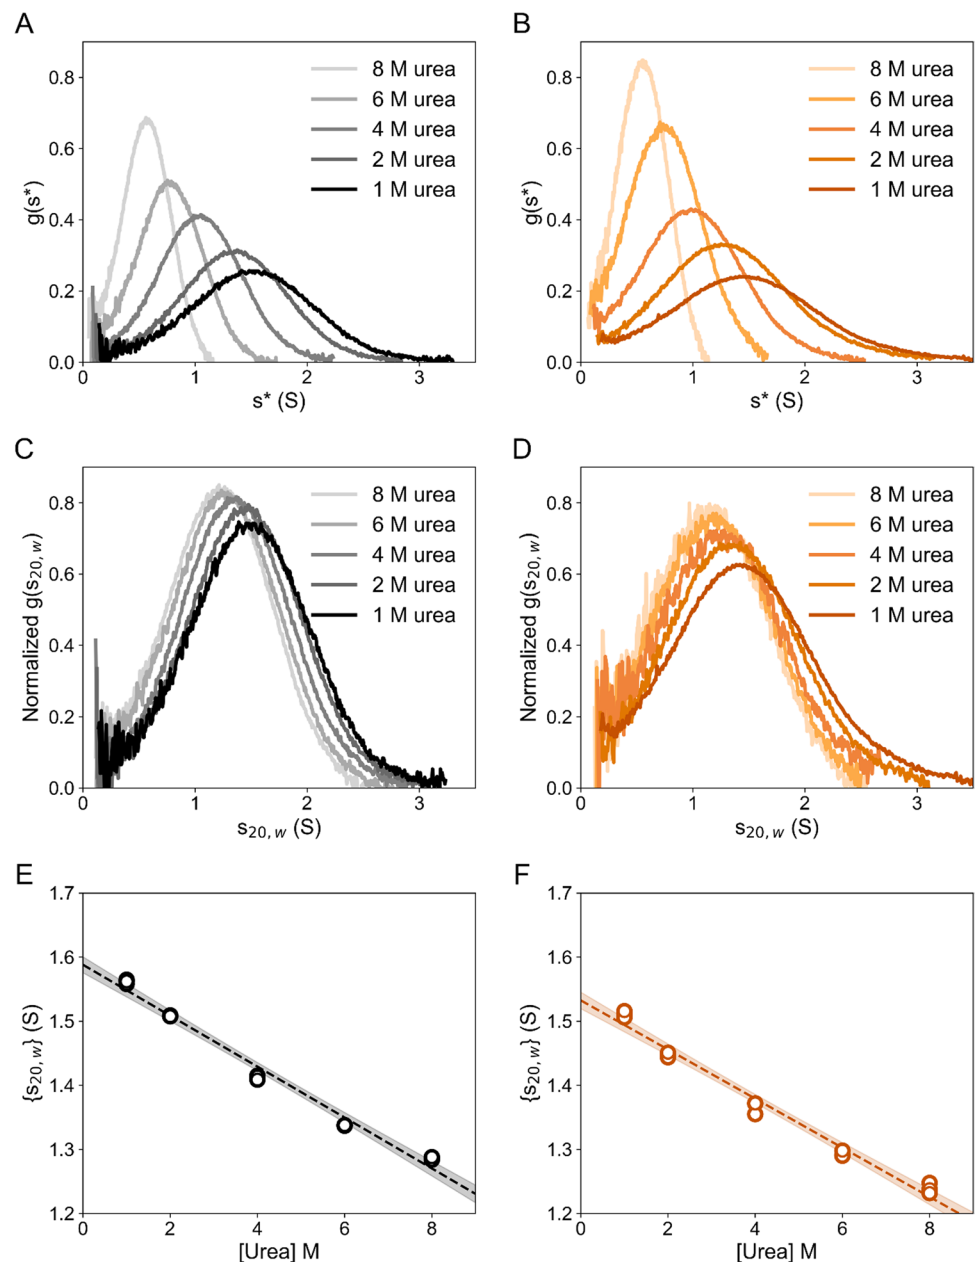 A
B
g(s*)
0.8
0.6
0.4
0.2
0.0
8 M urea
6 M urea
4 M urea
2 M urea
1 M urea
0 1 2 3
s* (S)
g(s*)
0.8
0.6
0.4
0.2
0.0
8 M urea
6 M urea
4 M urea
2 M urea
1 M urea
0 1 2 3
s* (S)
C
D
Normalized g(s20, w)
0.8
0.6
0.4
0.2
0.0
8 M urea
6 M urea
4 M urea
2 M urea
1 M urea
0 1 2 3
s20, w (S)
Normalized g(s20, w)
0.8
0.6
0.4
0.2
0.0
8 M urea
6 M urea
4 M urea
2 M urea
1 M urea
0 1 2 3
s20, w (S)
E
F
{s20, w} (S)
1.7
1.6
1.5
1.4
1.3
1.2
0 2 4 6 8
[Urea] M
{s20, w} (S)
1.7
1.6
1.5
1.4
1.3
1.2
0 2 4 6 8
[Urea] M